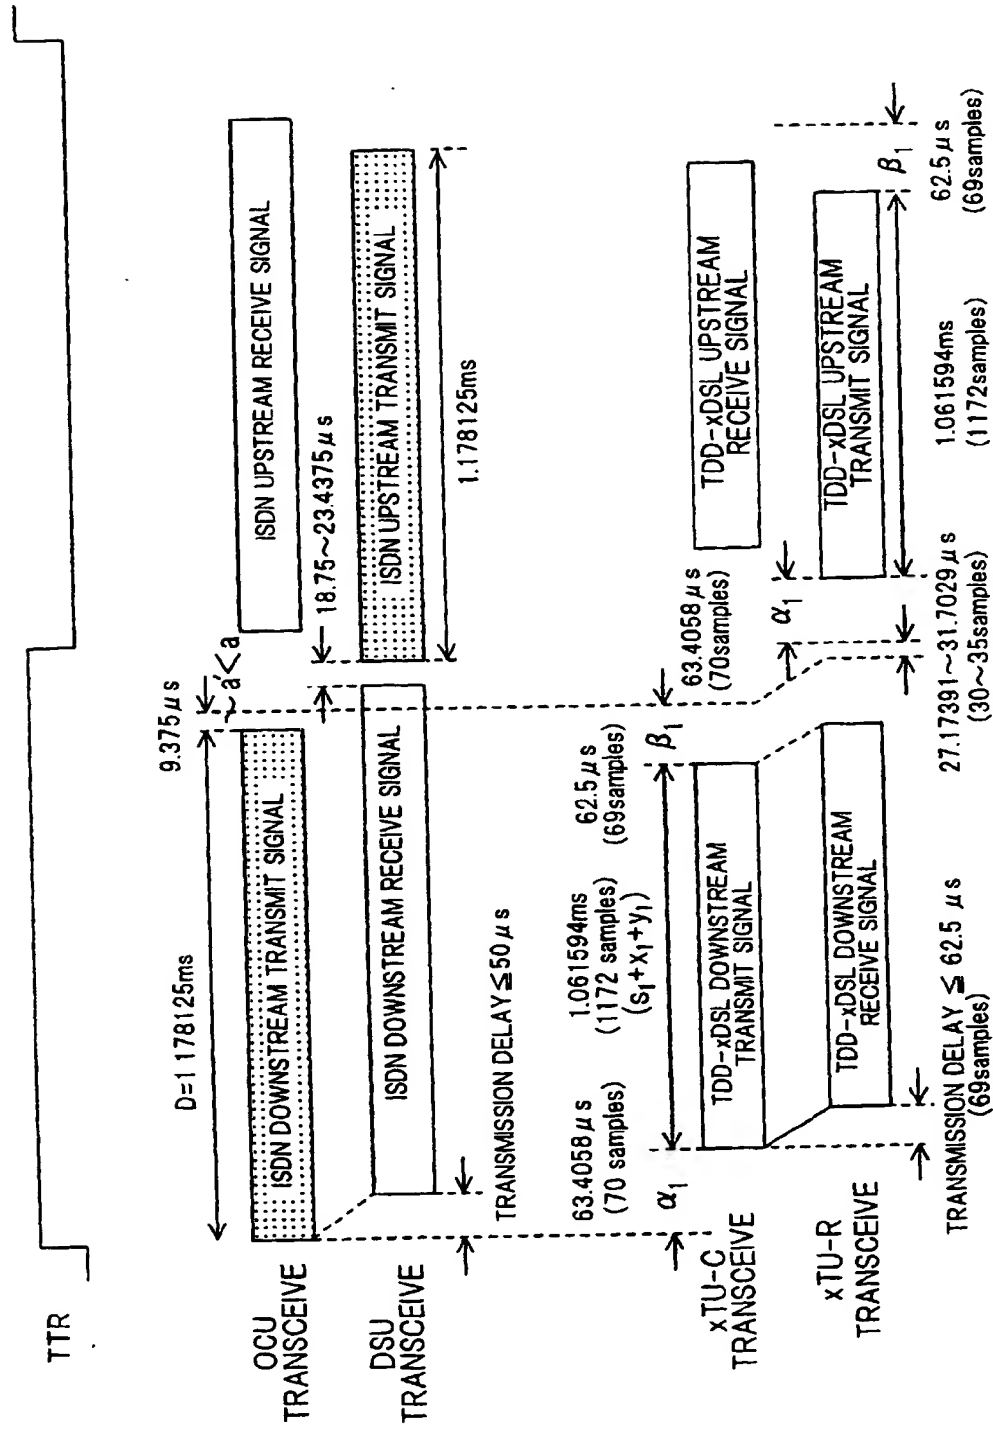 TTR
D=1.178125ms
9.375μs
~a'<a
OCU
TRANSCEIVE
ISDN DOWNSTREAM TRANSMIT SIGNAL
ISDN UPSTREAM RECEIVE SIGNAL
18.75~23.4375μs
DSU
TRANSCEIVE
ISDN DOWNSTREAM RECEIVE SIGNAL
ISDN UPSTREAM TRANSMIT SIGNAL
1.178125ms
TRANSMISSION DELAY≦50μs
63.4058μs
(70 samples)
α1
1.061594ms
(1172 samples)
(s1+x1+y1)
62.5μs
(69samples)
β1
63.4058μs
(70samples)
α1
xTU-C
TRANSCEIVE
TDD-xDSL DOWNSTREAM
TRANSMIT SIGNAL
TDD-xDSL UPSTREAM
RECEIVE SIGNAL
xTU-R
TRANSCEIVE
TDD-xDSL DOWNSTREAM
RECEIVE SIGNAL
TDD-xDSL UPSTREAM
TRANSMIT SIGNAL
β1
TRANSMISSION DELAY ≦ 62.5 μs
(69samples)
27.17391~31.7029μs
(30~35samples)
1.061594ms
(1172samples)
62.5μs
(69samples)